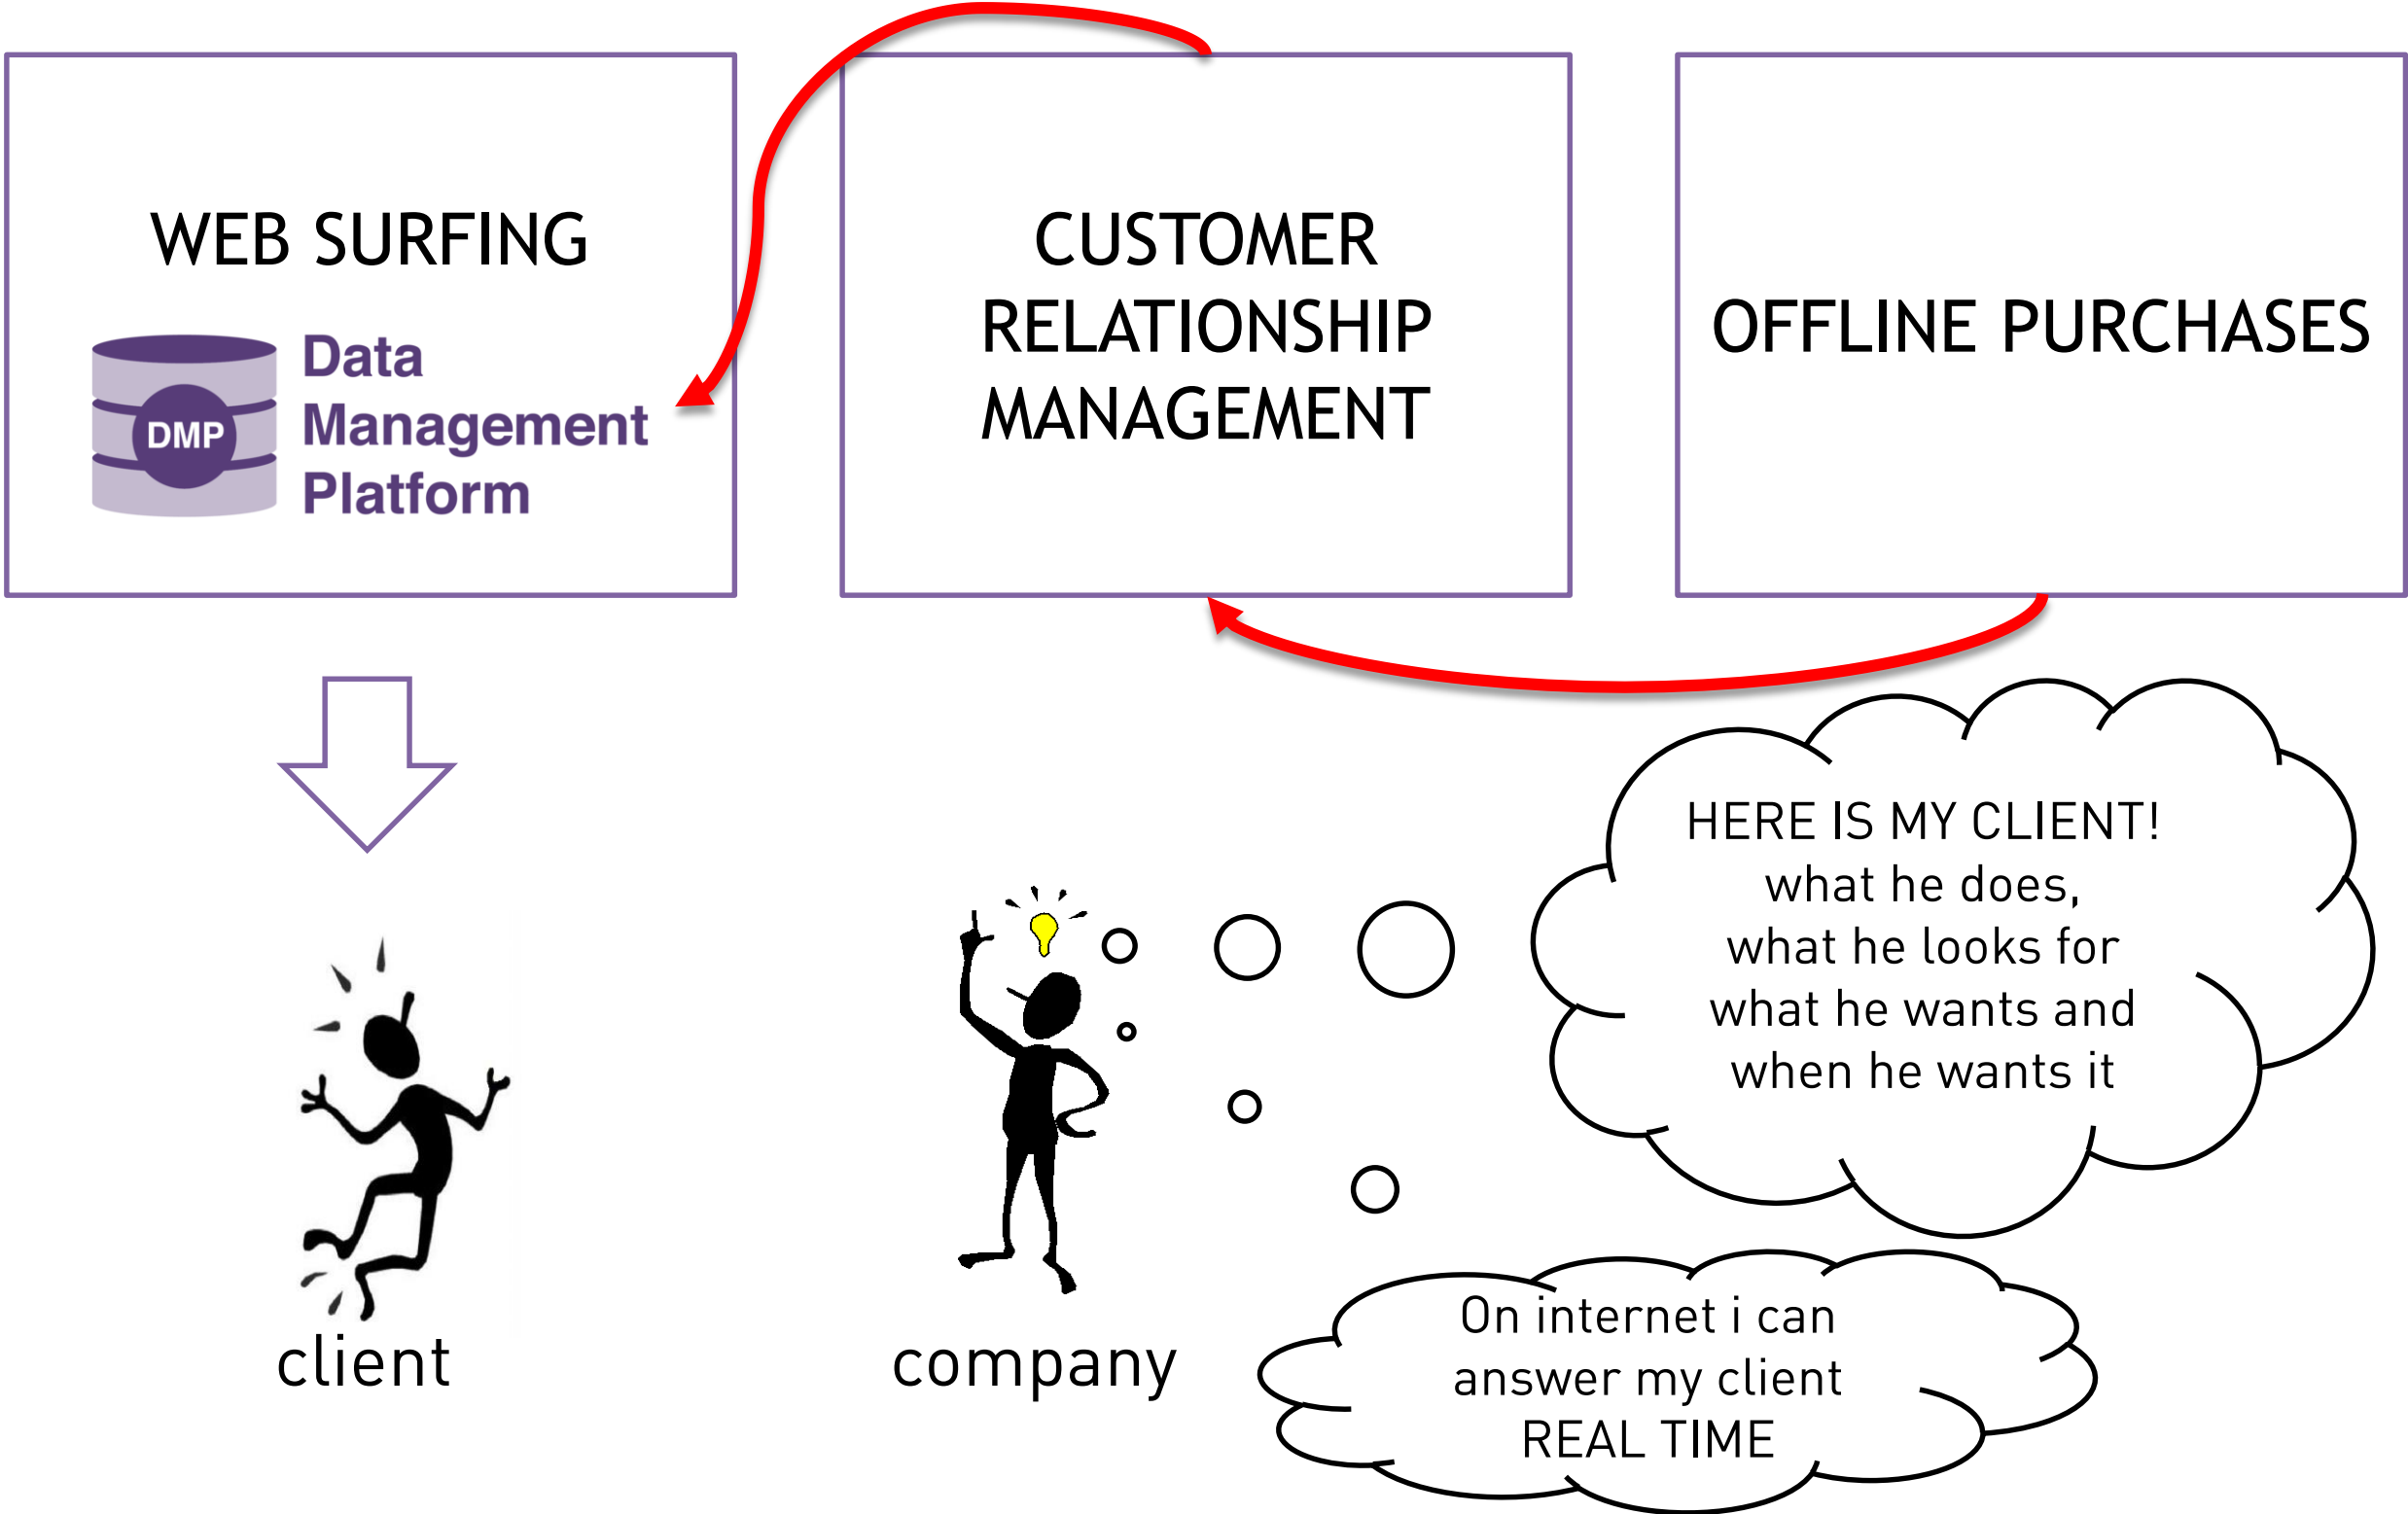 WEB SURFING
DMP
Data
Management
Platform
CUSTOMER
RELATIONSHIP
MANAGEMENT
OFFLINE PURCHASES
HERE IS MY CLIENT!
what he does,
what he looks for
what he wants and
when he wants it
On internet i can
answer my client
REAL TIME
client
company